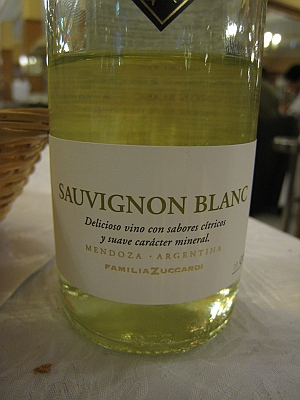 SAUVIGNON BLANC
Delicioso vino con sabores cítricos
y suave carácter mineral.
MENDOZA · ARGENTINA
FAMILIAZUCCARDI